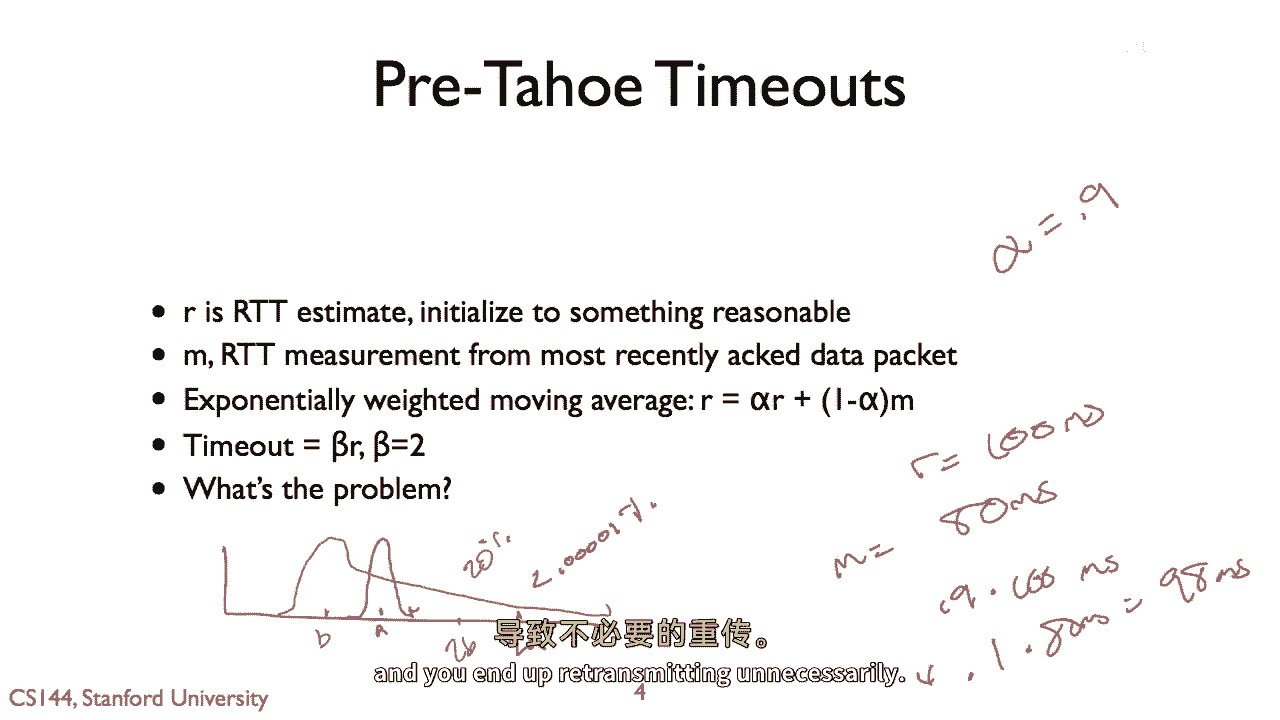 Pre-Tahoe Timeouts
α = .9
• r is RTT estimate, initialize to something reasonable
• m, RTT measurement from most recently acked data packet
• Exponentially weighted moving average: r = αr + (1-α)m
• Timeout = βr, β=2
• What's the problem?
r = 100ms
m = 80ms
.9 · 100 ms
+ .1 · 80ms = 98ms
20%
b a 2b
导致不必要的重传。
and you end up retransmitting unnecessarily.
CS144, Stanford University
4